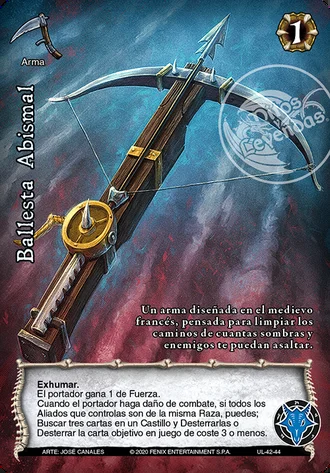 Arma
1
Ballesta Abismal
Mitos y
Leyendas
Un arma diseñada en el medievo
francés, pensada para limpiar los
caminos de cuantas sombras y
enemigos te puedan asaltar.
Exhumar.
El portador gana 1 de Fuerza.
Cuando el portador haga daño de combate, si todos los
Aliados que controlas son de la misma Raza, puedes;
Buscar tres cartas en un Castillo y Desterrarlas o
Desterrar la carta objetivo en juego de coste 3 o menos.
ARTE: JOSÉ CANALES
©2020 FENIX ENTERTAINMENT S.P.A.
UL-42-44